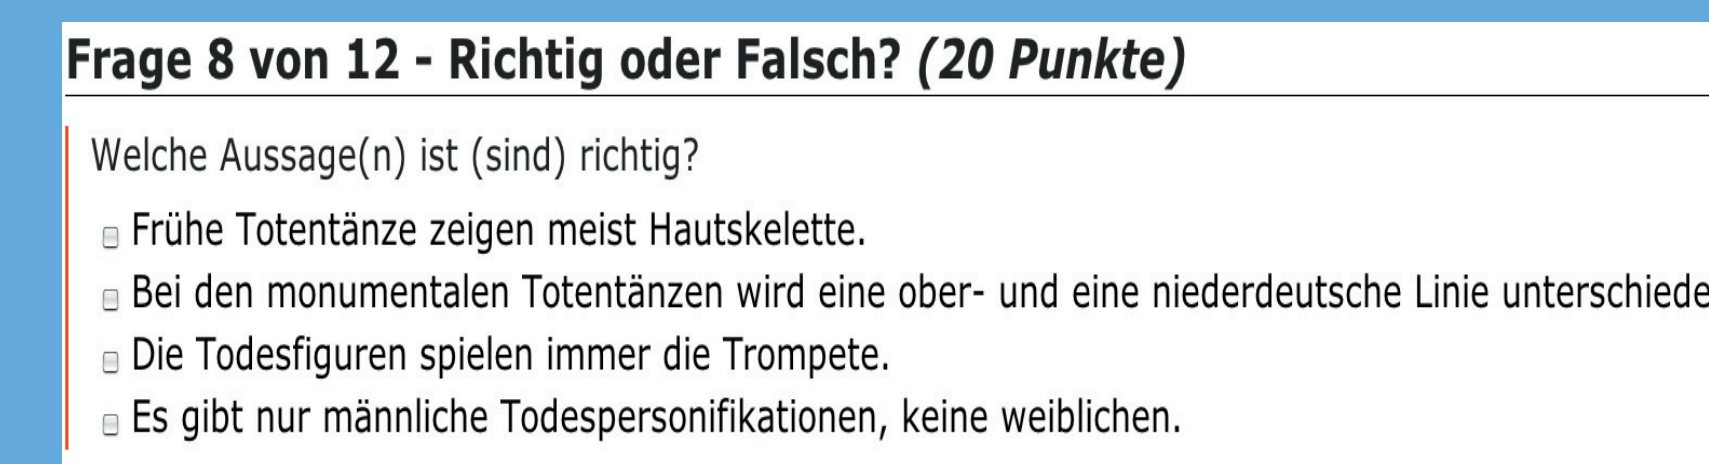 Frage 8 von 12 - Richtig oder Falsch? (20 Punkte)
Welche Aussage(n) ist (sind) richtig?
Frühe Totentänze zeigen meist Hautskelette.
Bei den monumentalen Totentänzen wird eine ober- und eine niederdeutsche Linie unterschiede
Die Todesfiguren spielen immer die Trompete.
Es gibt nur männliche Todespersonifikationen, keine weiblichen.